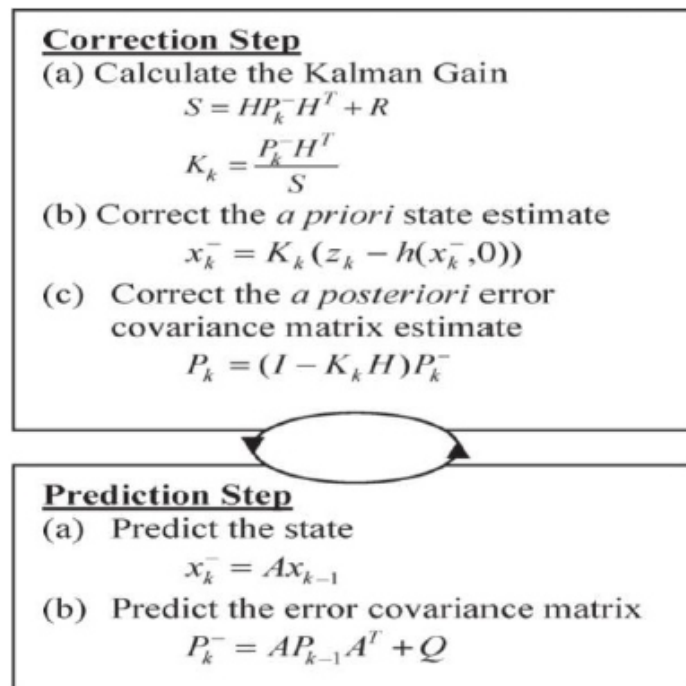 Correction Step
(a) Calculate the Kalman Gain
S = HP_k^- H^T + R
K_k = \frac{P_k^- H^T}{S}
(b) Correct the a priori state estimate
x_k^- = K_k (z_k − h(x_k^-,0))
(c) Correct the a posteriori error
covariance matrix estimate
P_k = (I − K_k H)P_k^-
Prediction Step
(a) Predict the state
x_k^- = Ax_{k−1}
(b) Predict the error covariance matrix
P_k^- = AP_{k−1} A^T + Q